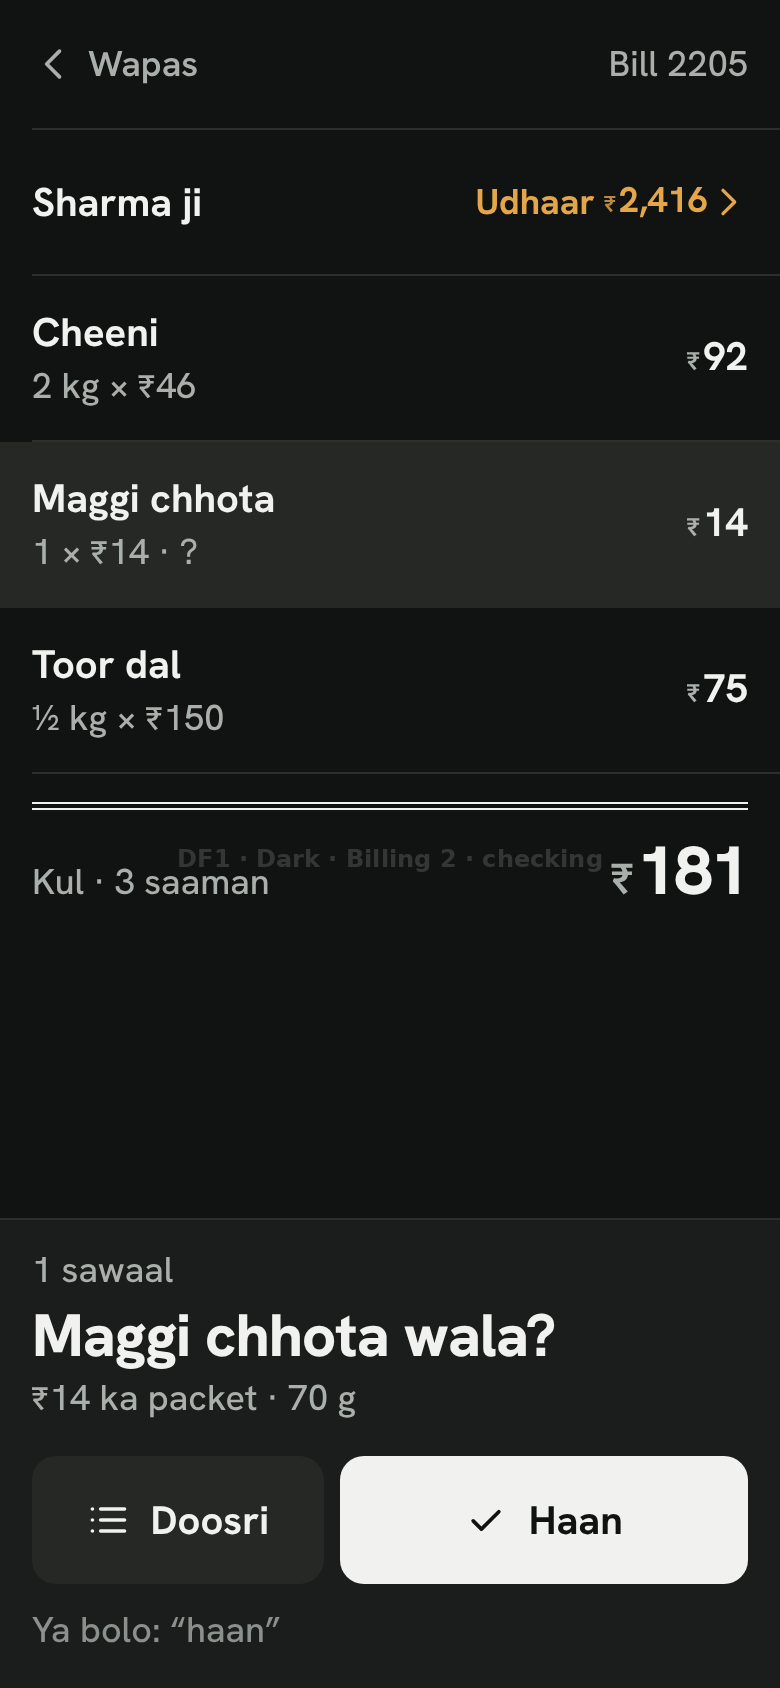 Wapas
Bill 2205
Sharma ji
Udhaar ₹2,416
Cheeni
2 kg × ₹46
₹92
Maggi chhota
1 × ₹14 · ?
₹14
Toor dal
½ kg × ₹150
₹75
DF1 · Dark · Billing 2 · checking
Kul · 3 saaman
₹181
1 sawaal
Maggi chhota wala?
₹14 ka packet · 70 g
Doosri
Haan
Ya bolo: “haan”